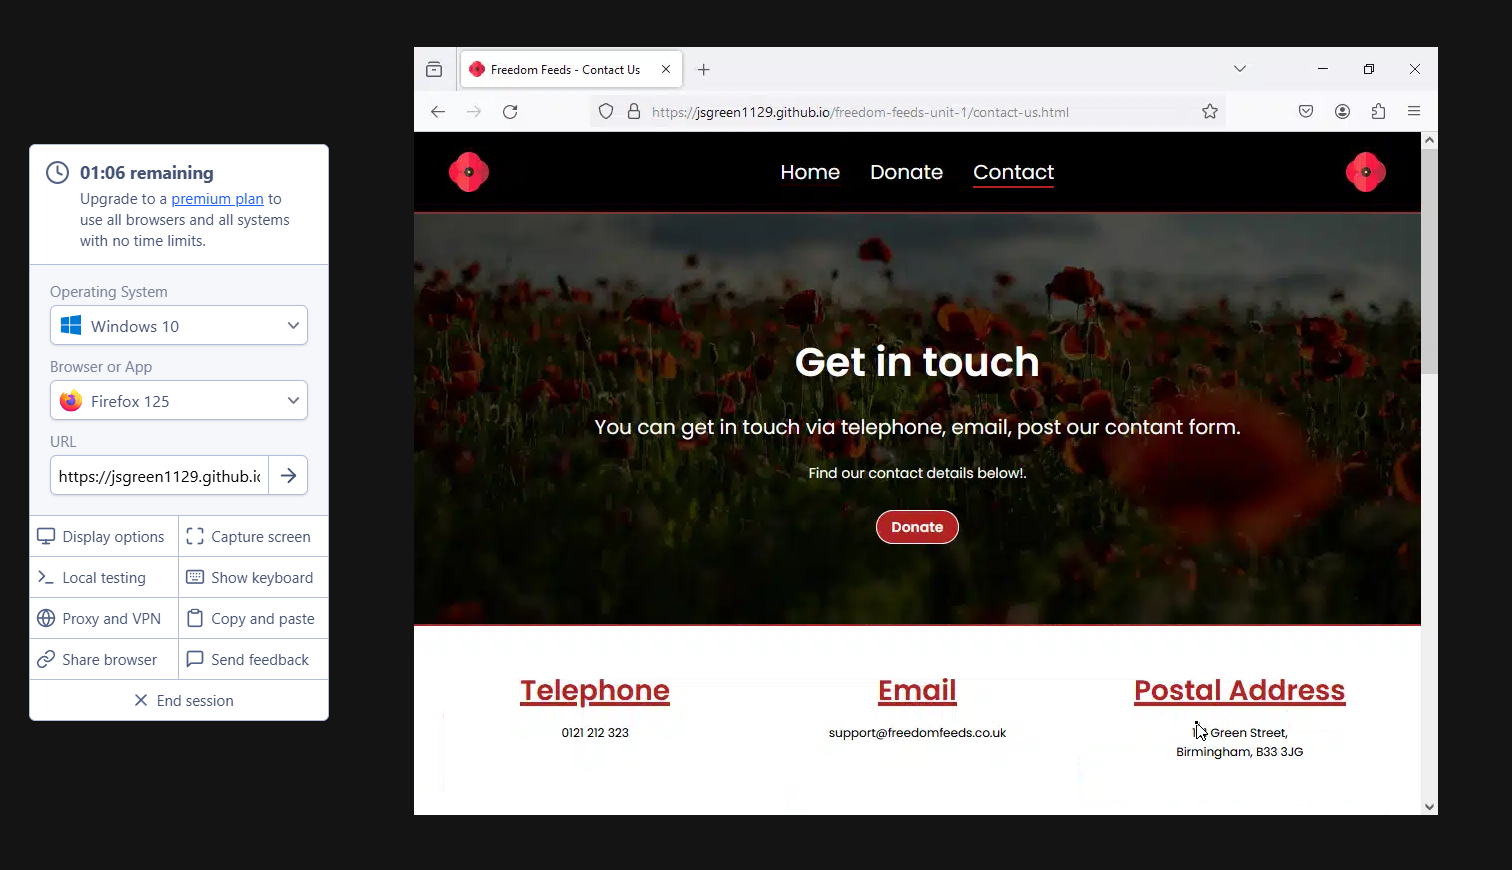 01:06 remaining
Upgrade to a premium plan to
use all browsers and all systems
with no time limits.
Operating System
Windows 10
Browser or App
Firefox 125
URL
https://jsgreen1129.github.io
Display options
Capture screen
Local testing
Show keyboard
Proxy and VPN
Copy and paste
Share browser
Send feedback
End session
Freedom Feeds - Contact Us
https://jsgreen1129.github.io/freedom-feeds-unit-1/contact-us.html
Home Donate Contact
Get in touch
You can get in touch via telephone, email, post our contant form.
Find our contact details below!.
Donate
Telephone
0121 212 323
Email
support@freedomfeeds.co.uk
Postal Address
Green Street,
Birmingham, B33 3JG